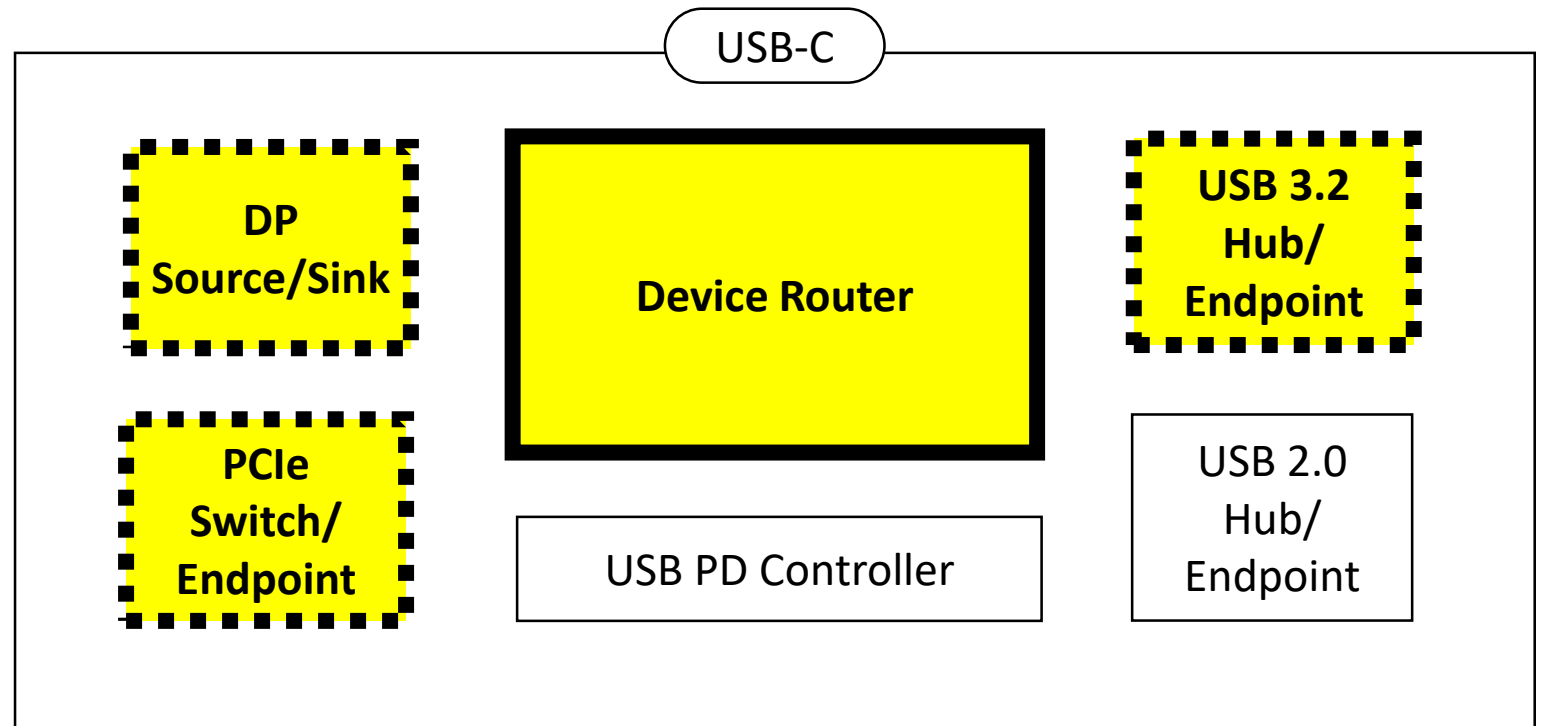 USB-C
DP
Source/Sink
Device Router
USB 3.2
Hub/
Endpoint
PCIe
Switch/
Endpoint
USB PD Controller
USB 2.0
Hub/
Endpoint